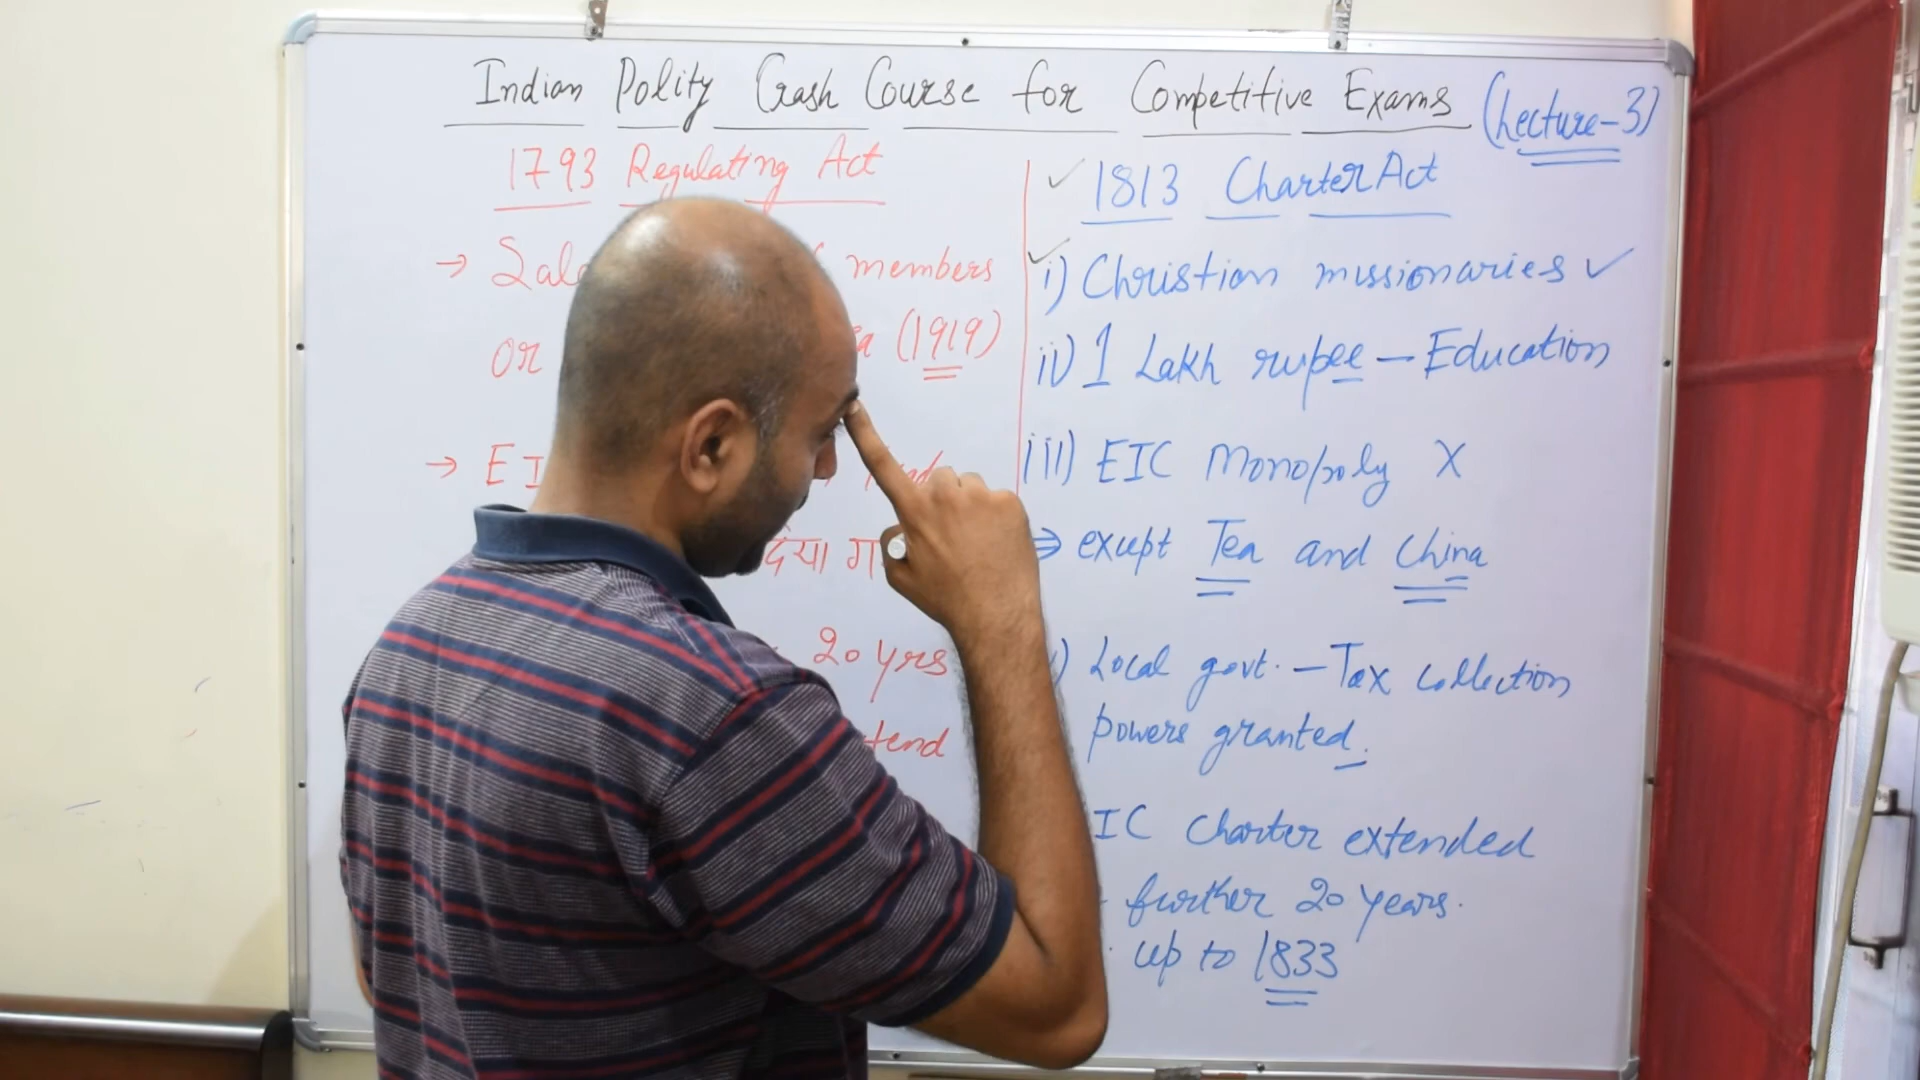 Indian Polity Crash Course for Competitive Exams (Lecture-3)
1793 Regulating Act
→ members
or (1919)
→ EI
20 yrs
tend
✓ 1813 Charter Act
✓ i) Christian missionaries ✓
ii) 1 Lakh rupee – Education
iii) EIC Monopoly X
⇒ except Tea and China
) Local govt. – Tax collection
powers granted.
IC charter extended
further 20 years.
up to 1833